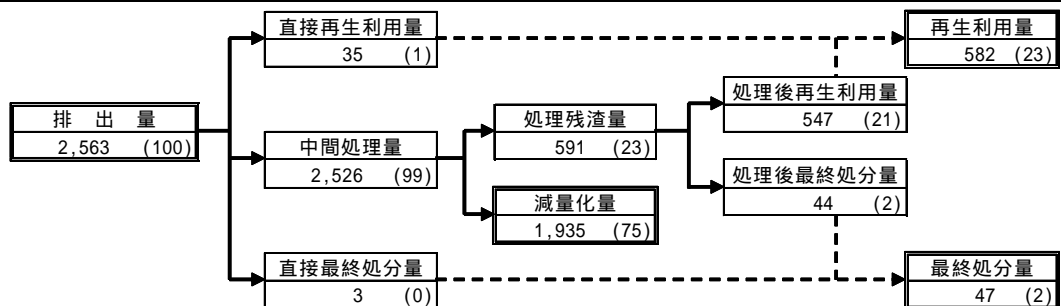 直接再生利用量
35 (1)
再生利用量
582 (23)
処理後再生利用量
547 (21)
排 出 量
2,563 (100)
処理残渣量
591 (23)
中間処理量
2,526 (99)
処理後最終処分量
44 (2)
減量化量
1,935 (75)
直接最終処分量
3 (0)
最終処分量
47 (2)